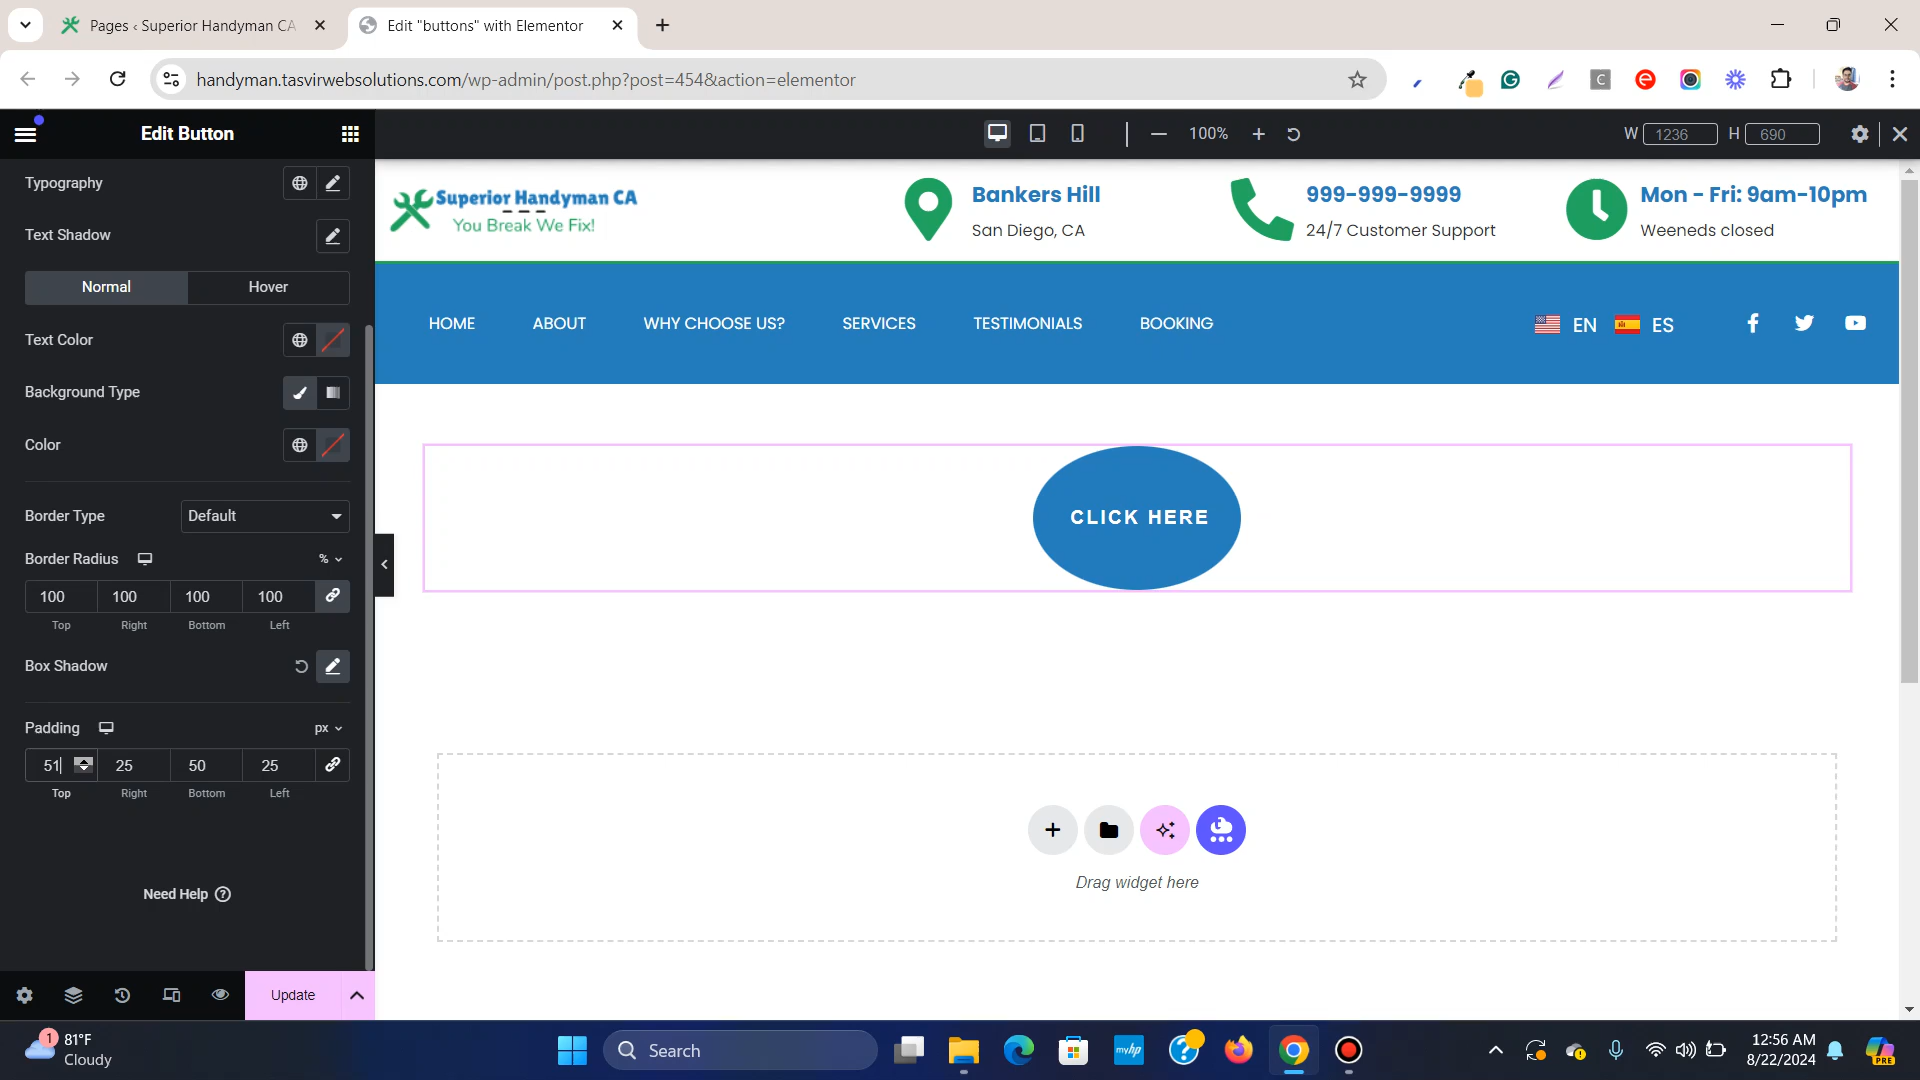 Pages ‹ Superior Handyman CA
Edit "buttons" with Elementor
handyman.tasvirwebsolutions.com/wp-admin/post.php?post=454&action=elementor
Edit Button
100%
W 1236 H 690
Typography
Text Shadow
Normal Hover
Text Color
Background Type
Color
Border Type Default
Border Radius %
100 100 100 100
Top Right Bottom Left
Box Shadow
Padding px
51 25 50 25
Top Right Bottom Left
Need Help ?
Update
Superior Handyman CA
You Break We Fix!
Bankers Hill
San Diego, CA
999-999-9999
24/7 Customer Support
Mon - Fri: 9am-10pm
Weeneds closed
HOME ABOUT WHY CHOOSE US? SERVICES TESTIMONIALS BOOKING EN ES
CLICK HERE
Drag widget here
1
81°F
Cloudy
Search
myhp
12:56 AM
8/22/2024
PRE